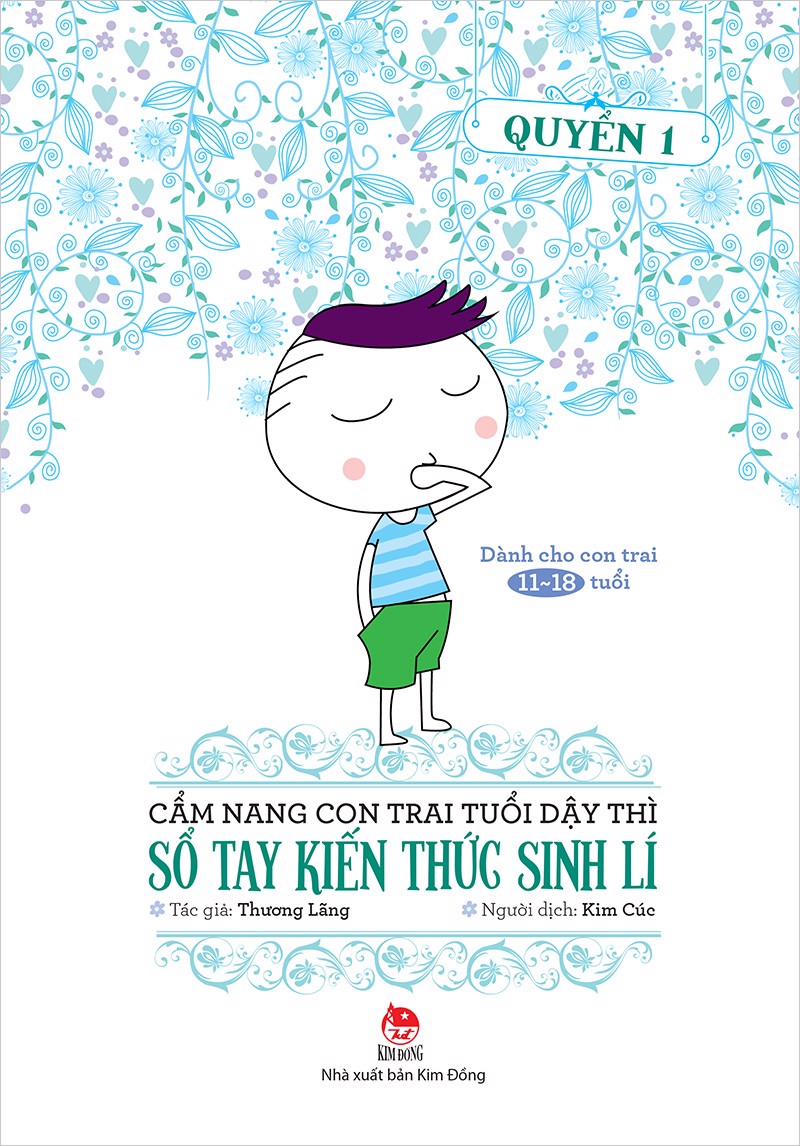 QUYỂN 1
Dành cho con trai
11~18 tuổi
CẨM NANG CON TRAI TUỔI DẬY THÌ
SỔ TAY KIẾN THỨC SINH LÍ
Tác giả: Thương Lãng
Người dịch: Kim Cúc
kđ
KIM ĐỒNG
Nhà xuất bản Kim Đồng